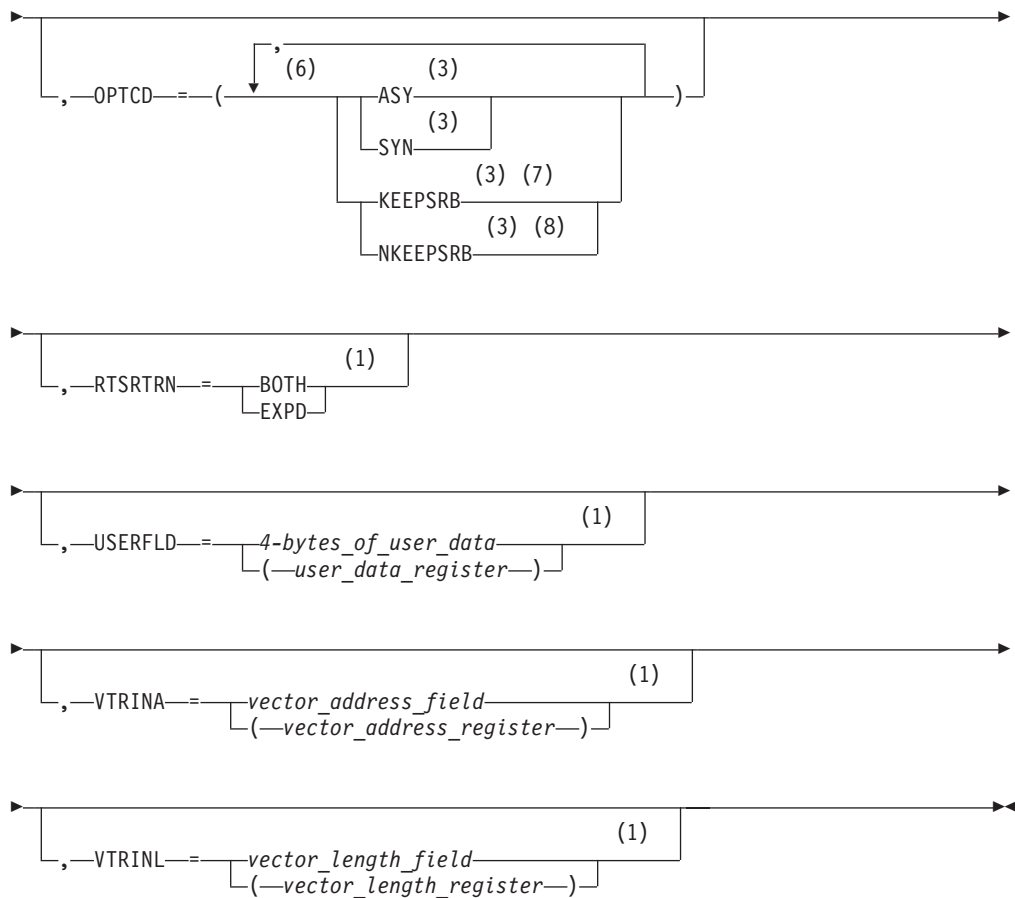 ,
(6) (3)
, OPTCD = ( ASY )
(3)
SYN
(3) (7)
KEEPSRB
(3) (8)
NKEEPSRB
(1)
, RTSRTRN = BOTH
EXPD
(1)
, USERFLD = 4-bytes_of_user_data
( user_data_register )
(1)
, VTRINA = vector_address_field
( vector_address_register )
(1)
, VTRINL = vector_length_field
( vector_length_register )